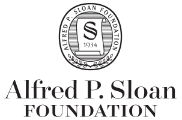 ALFRED P. SLOAN FOUNDATION
S
1934
Alfred P. Sloan
FOUNDATION